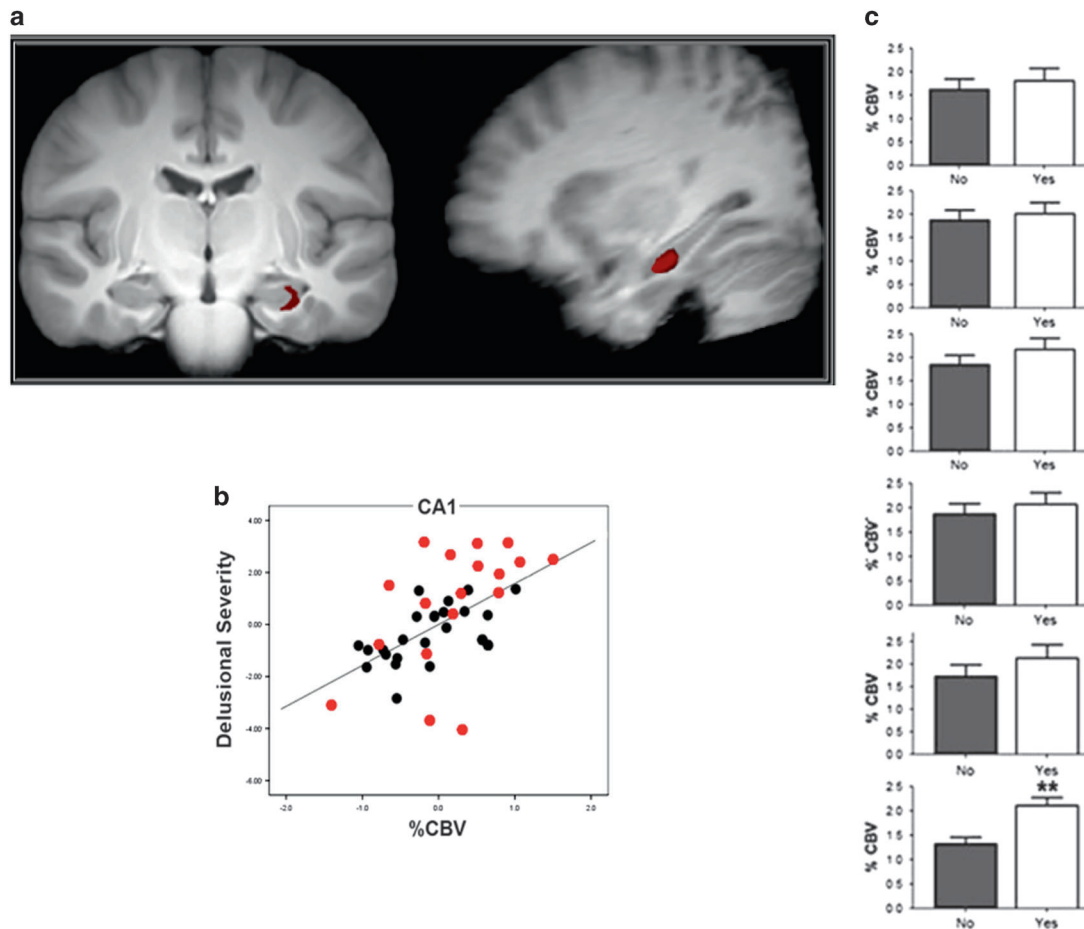 a
c
2.5
2.0
1.5
1.0
0.5
0.0
% CBV
No Yes
2.5
2.0
1.5
1.0
0.5
0.0
% CBV
No Yes
2.5
2.0
1.5
1.0
0.5
0.0
% CBV
No Yes
2.5
2.0
1.5
1.0
0.5
0.0
% CBV
No Yes
2.5
2.0
1.5
1.0
0.5
0.0
% CBV
No Yes
**
2.5
2.0
1.5
1.0
0.5
0.0
% CBV
No Yes
b
CA1
4.00
2.00
0.00
-2.00
-4.00
-6.00
Delusional Severity
-2.0 -1.0 0.0 1.0 2.0
%CBV